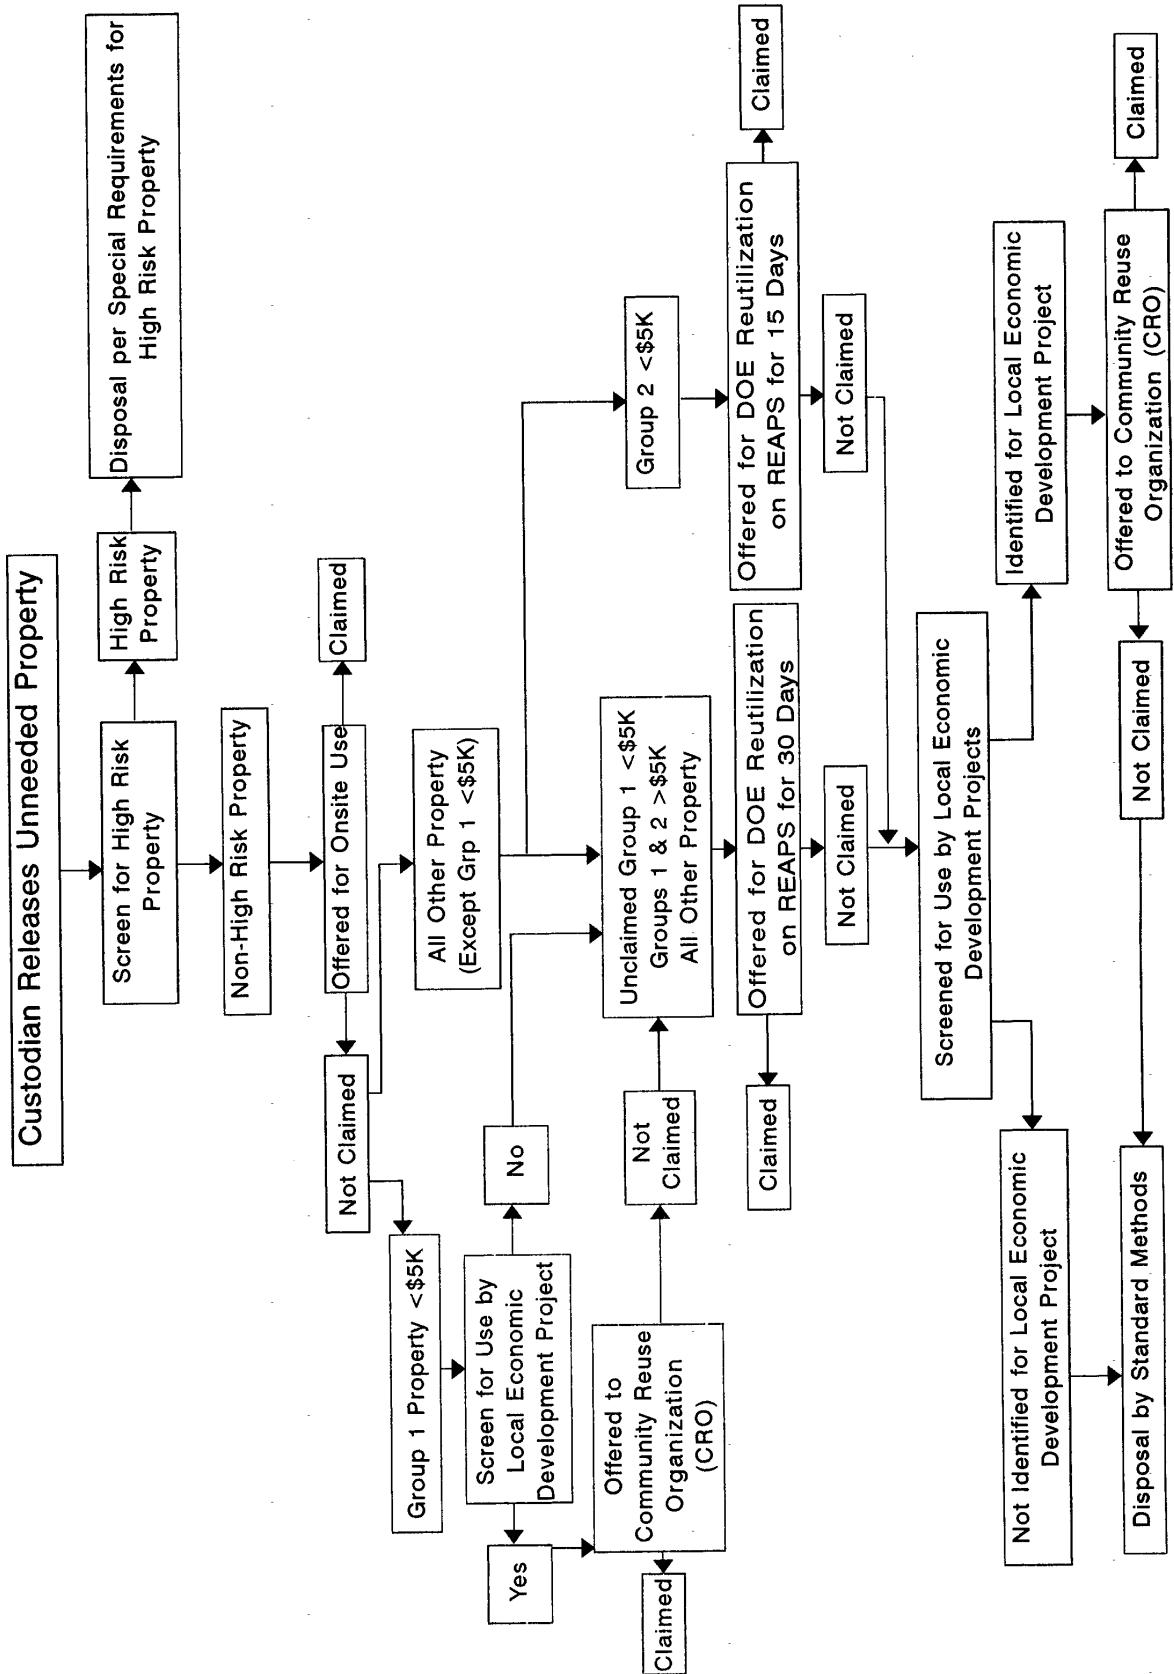 Custodian Releases Unneeded Property
Screen for High Risk
Property
High Risk
Property
Disposal per Special Requirements for
High Risk Property
Non-High Risk Property
Offered for Onsite Use
Claimed
Not Claimed
Group 1 Property <$5K
All Other Property
(Except Grp 1 <$5K)
Screen for Use by
Local Economic
Development Project
Yes
No
Group 2 <$5K
Offered to
Community Reuse
Organization
(CRO)
Claimed
Not
Claimed
Unclaimed Group 1 <$5K
Groups 1 & 2 >$5K
All Other Property
Offered for DOE Reutilization
on REAPS for 30 Days
Claimed
Offered for DOE Reutilization
on REAPS for 15 Days
Claimed
Not Claimed
Not Claimed
Screened for Use by Local Economic
Development Projects
Not Identified for Local Economic
Development Project
Identified for Local Economic
Development Project
Disposal by Standard Methods
Not Claimed
Offered to Community Reuse
Organization (CRO)
Claimed